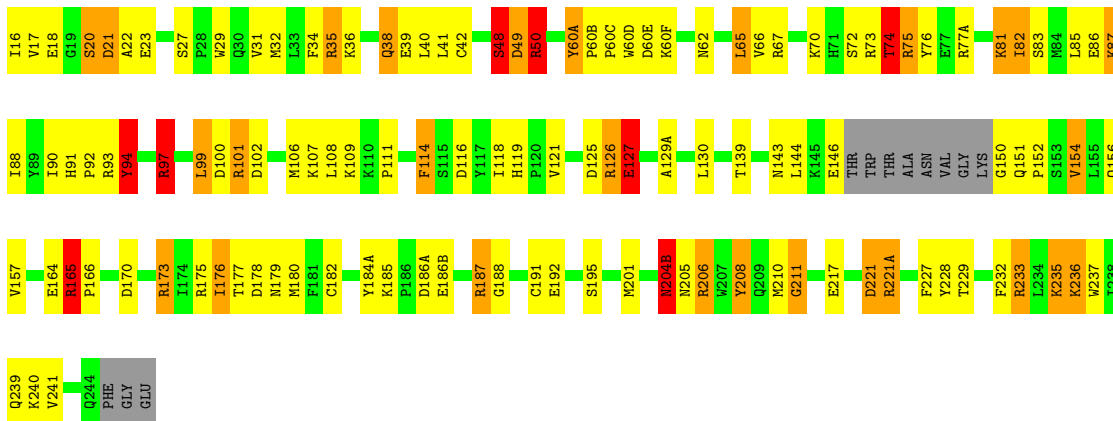 I16 V17 E18 G19 S20 D21 A22 E23 S27 P28 W29 Q30 V31 M32 L33 F34 R35 K36 Q38 E39 L40 L41 C42 S48 D49 R50 Y60A P60B P60C W60D D60E K60F N62 L65 V66 R67 K70 H71 S72 R73 T74 R75 Y76 E77 R77A K81 I82 S83 M84 L85 E86 K87
I88 Y89 I90 H91 P92 R93 Y94 R97 L99 D100 R101 D102 M106 K107 L108 K109 K110 P111 F114 S115 D116 Y117 I118 H119 P120 V121 D125 R126 E127 A129A L130 T139 N143 L144 K145 E146 THR TRP THR ALA ASN VAL GLY LYS G150 Q151 P152 S153 V154 L155 Q156
V157 E164 R165 P166 D170 R173 I174 R175 I176 T177 D178 N179 M180 F181 C182 Y184A K185 P186 D186A E186B R187 G188 C191 E192 S195 M201 N204B N205 R206 W207 Y208 Q209 M210 G211 E217 D221 R221A F227 Y228 T229 F232 R233 L234 K235 K236 W237 I238
Q239 K240 V241 Q244 PHE GLY GLU